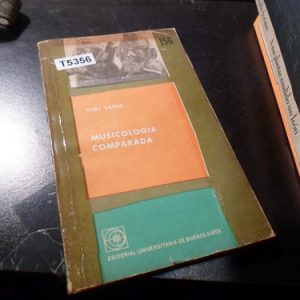 156
T5356
CURT SACHS
MUSICOLOGIA
COMPARADA
EDITORIAL UNIVERSITARIA DE BUENOS AIRES